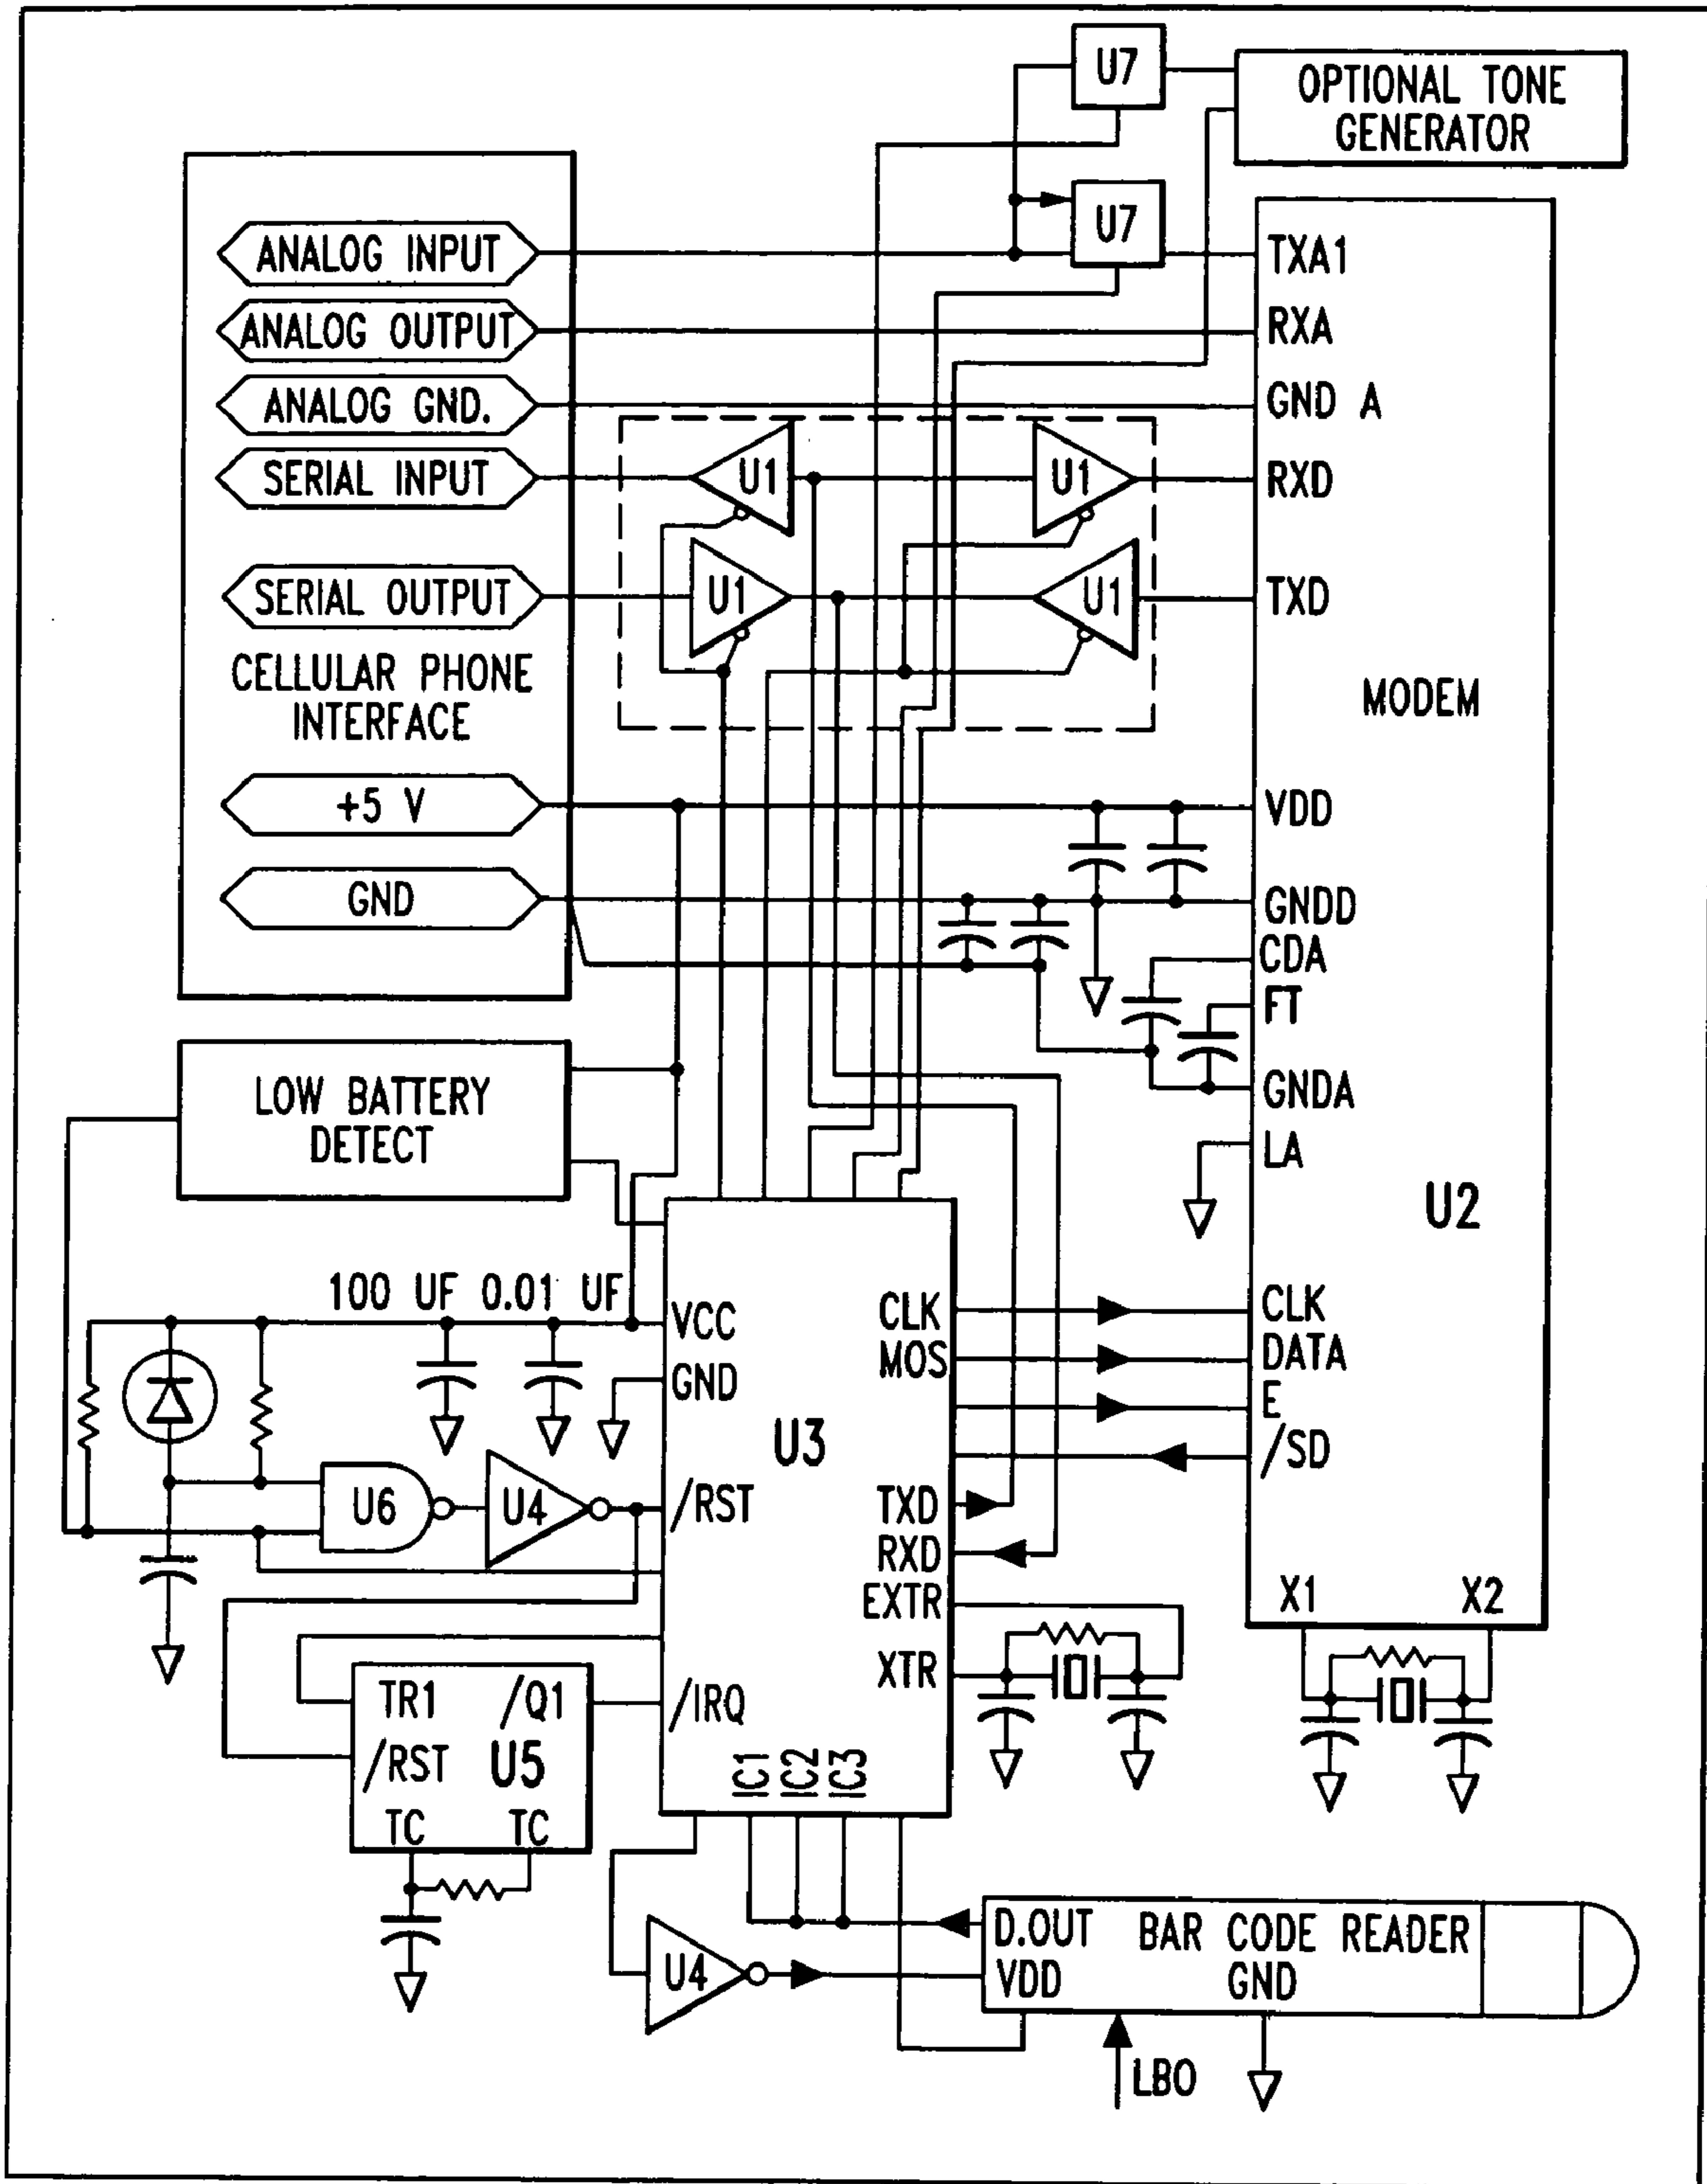 U7
OPTIONAL TONE
GENERATOR
U7
ANALOG INPUT
TXA1
ANALOG OUTPUT
RXA
ANALOG GND.
GND A
SERIAL INPUT
U1
U1
RXD
SERIAL OUTPUT
U1
U1
TXD
CELLULAR PHONE
INTERFACE
MODEM
+5 V
VDD
GND
GNDD
CDA
FT
LOW BATTERY
DETECT
GNDA
LA
U2
100 UF 0.01 UF
VCC
CLK
CLK
MOS
DATA
GND
E
U3
/SD
U6
U4
/RST
TXD
RXD
EXTR
X1
X2
XTR
TR1
/Q1
/IRQ
/RST
U5
IC1
IC2
IC3
TC
TC
D.OUT BAR CODE READER
U4
VDD
GND
LBO